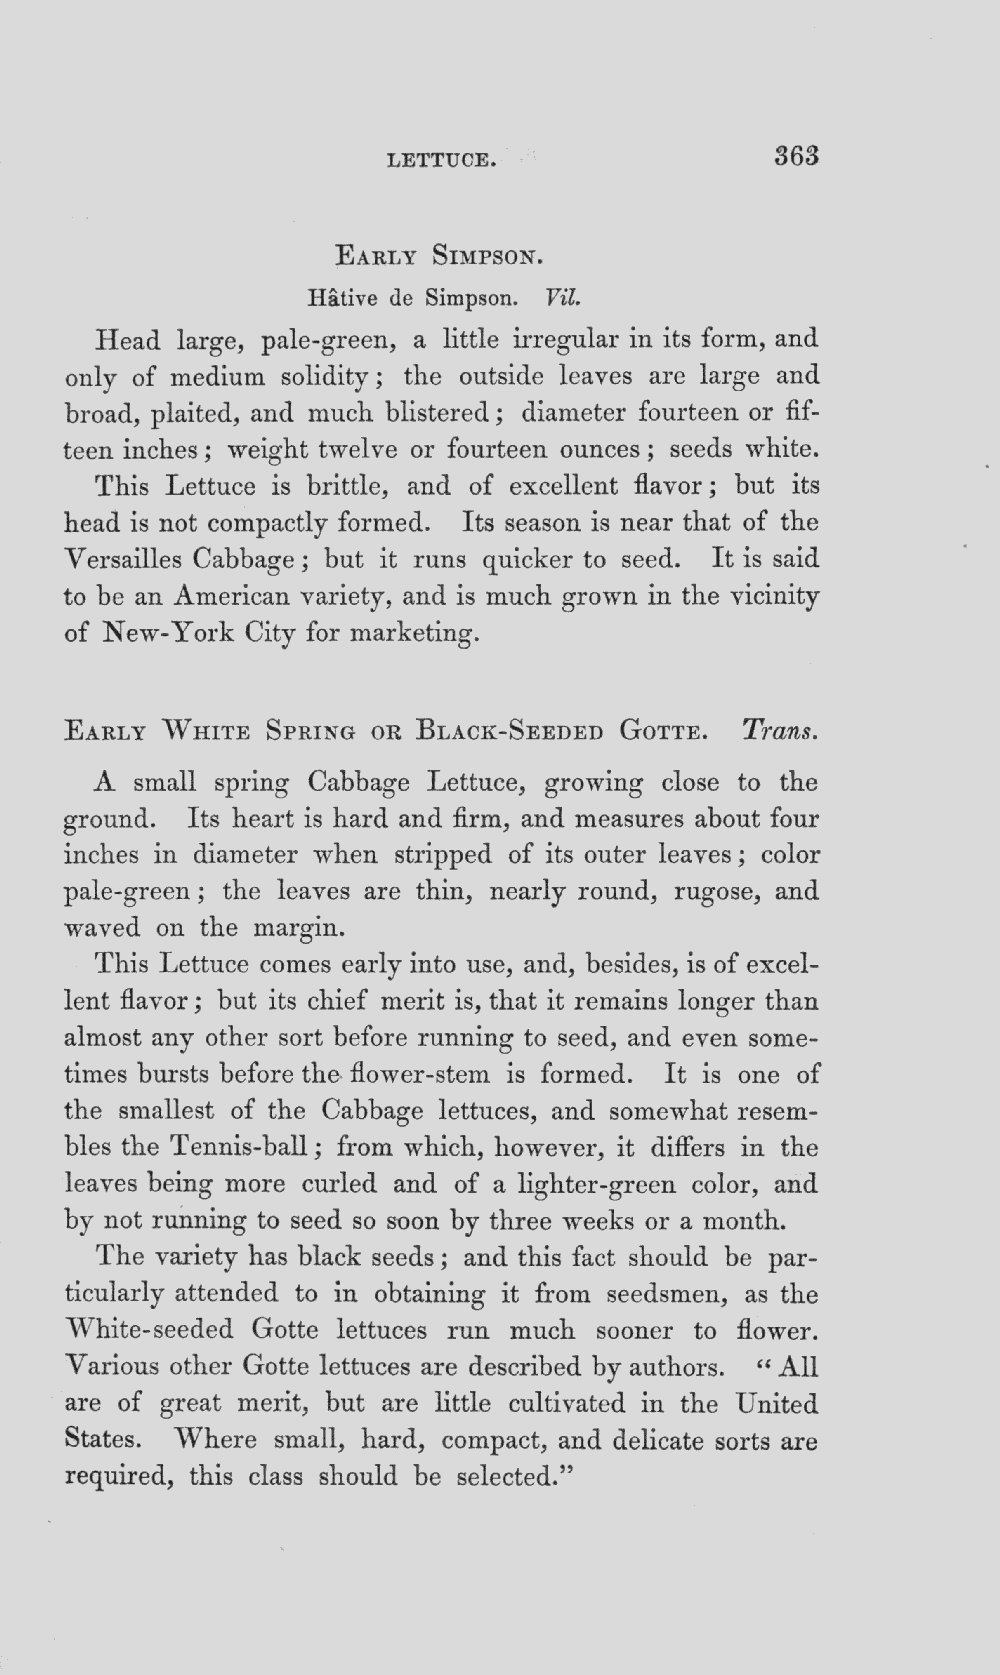 LETTUCE. 363
EARLY SIMPSON.
Hâtive de Simpson. Vil.
Head large, pale-green, a little irregular in its form, and
only of medium solidity; the outside leaves are large and
broad, plaited, and much blistered; diameter fourteen or fif-
teen inches; weight twelve or fourteen ounces; seeds white.
This Lettuce is brittle, and of excellent flavor; but its
head is not compactly formed. Its season is near that of the
Versailles Cabbage; but it runs quicker to seed. It is said
to be an American variety, and is much grown in the vicinity
of New-York City for marketing.
EARLY WHITE SPRING OR BLACK-SEEDED GOTTE. Trans.
A small spring Cabbage Lettuce, growing close to the
ground. Its heart is hard and firm, and measures about four
inches in diameter when stripped of its outer leaves; color
pale-green; the leaves are thin, nearly round, rugose, and
waved on the margin.
This Lettuce comes early into use, and, besides, is of excel-
lent flavor; but its chief merit is, that it remains longer than
almost any other sort before running to seed, and even some-
times bursts before the flower-stem is formed. It is one of
the smallest of the Cabbage lettuces, and somewhat resem-
bles the Tennis-ball; from which, however, it differs in the
leaves being more curled and of a lighter-green color, and
by not running to seed so soon by three weeks or a month.
The variety has black seeds; and this fact should be par-
ticularly attended to in obtaining it from seedsmen, as the
White-seeded Gotte lettuces run much sooner to flower.
Various other Gotte lettuces are described by authors. “All
are of great merit, but are little cultivated in the United
States. Where small, hard, compact, and delicate sorts are
required, this class should be selected.”